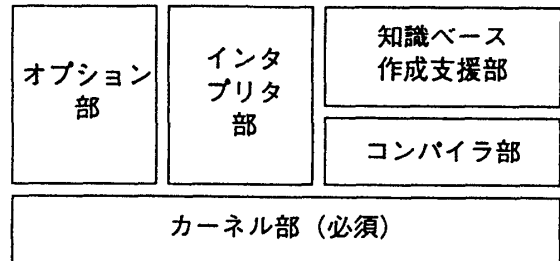 オプション
部
インタ
プリタ
部
知識ベース
作成支援部
コンパイラ部
カーネル部（必須）